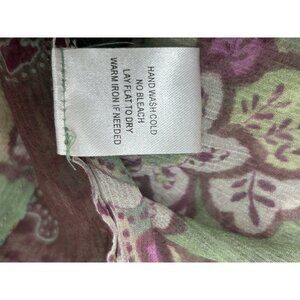 HAND WASH COLD
NO BLEACH
LAY FLAT TO DRY
WARM IRON IF NEEDED